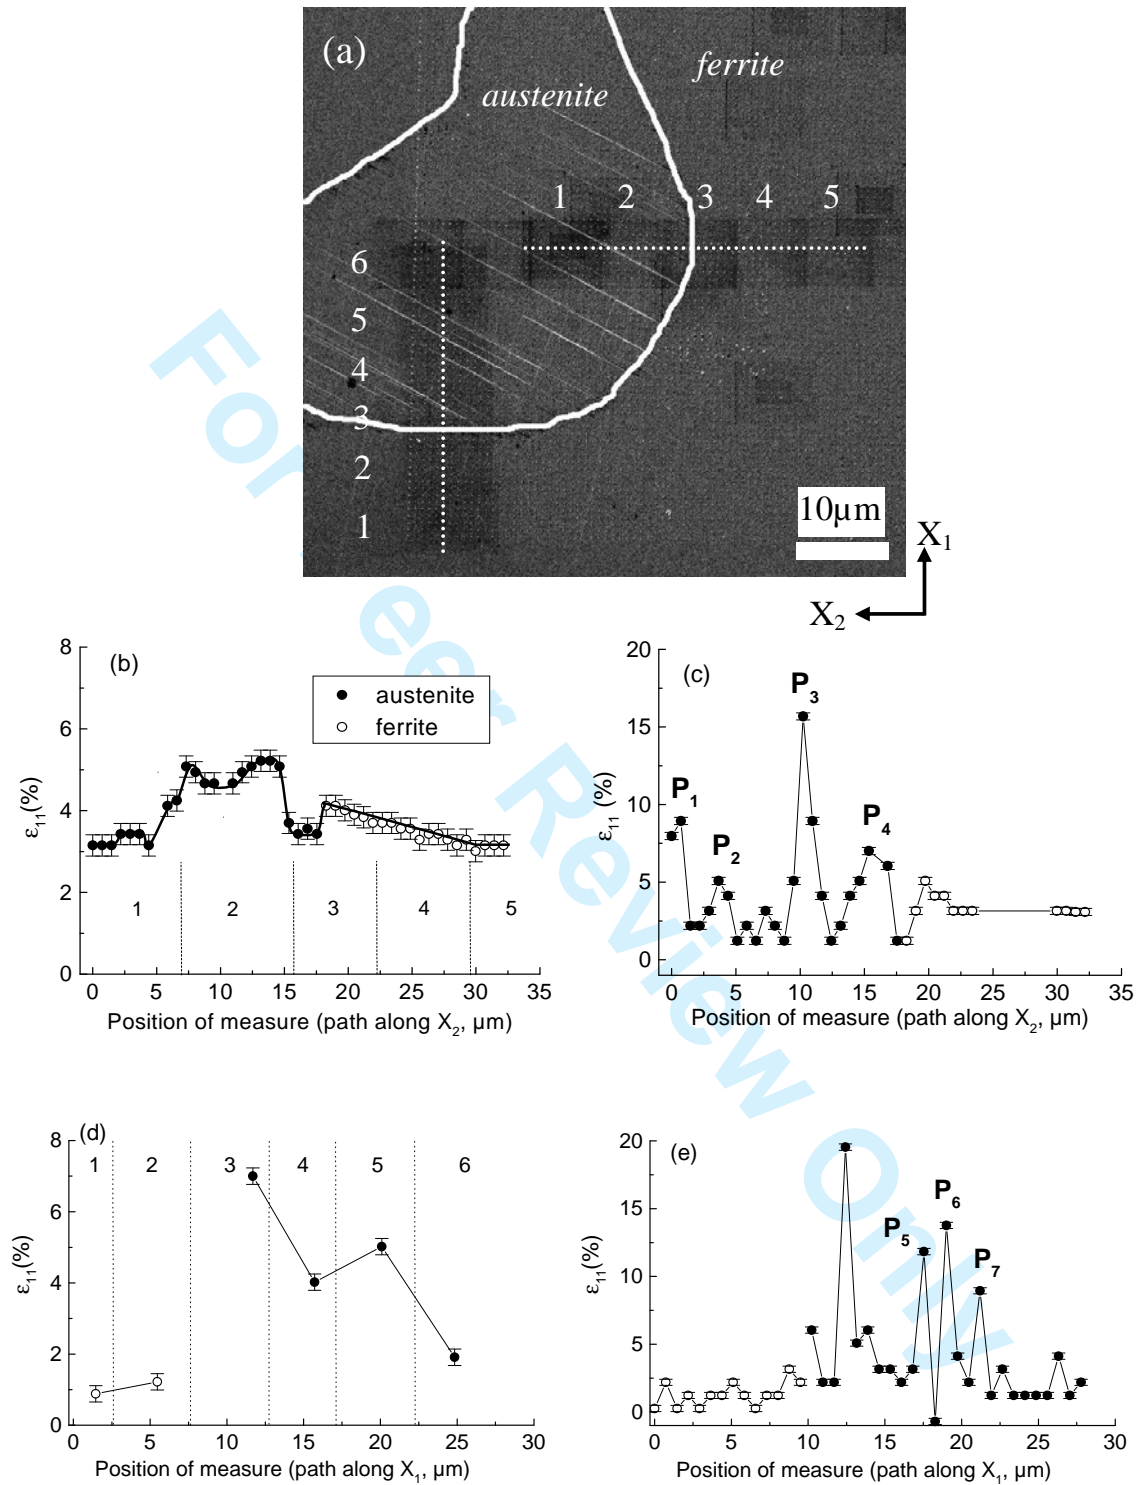 (a)
ferrite
austenite
1 2 3 4 5
6
5
4
3
2
1
10µm
X₁
X₂
For Peer Review Only
(b)
austenite
ferrite
ε₁₁(%)
8
6
4
2
0
1 2 3 4 5
0 5 10 15 20 25 30 35
Position of measure (path along X₂, µm)
(c)
P₁
P₂
P₃
P₄
ε₁₁ (%)
20
15
10
5
0
0 5 10 15 20 25 30 35
Position of measure (path along X₂, µm)
(d)
1 2 3 4 5 6
ε₁₁(%)
8
6
4
2
0
0 5 10 15 20 25 30
Position of measure (path along X₁, µm)
(e)
P₅
P₆
P₇
ε₁₁(%)
20
15
10
5
0
0 5 10 15 20 25 30
Position of measure (path along X₁, µm)